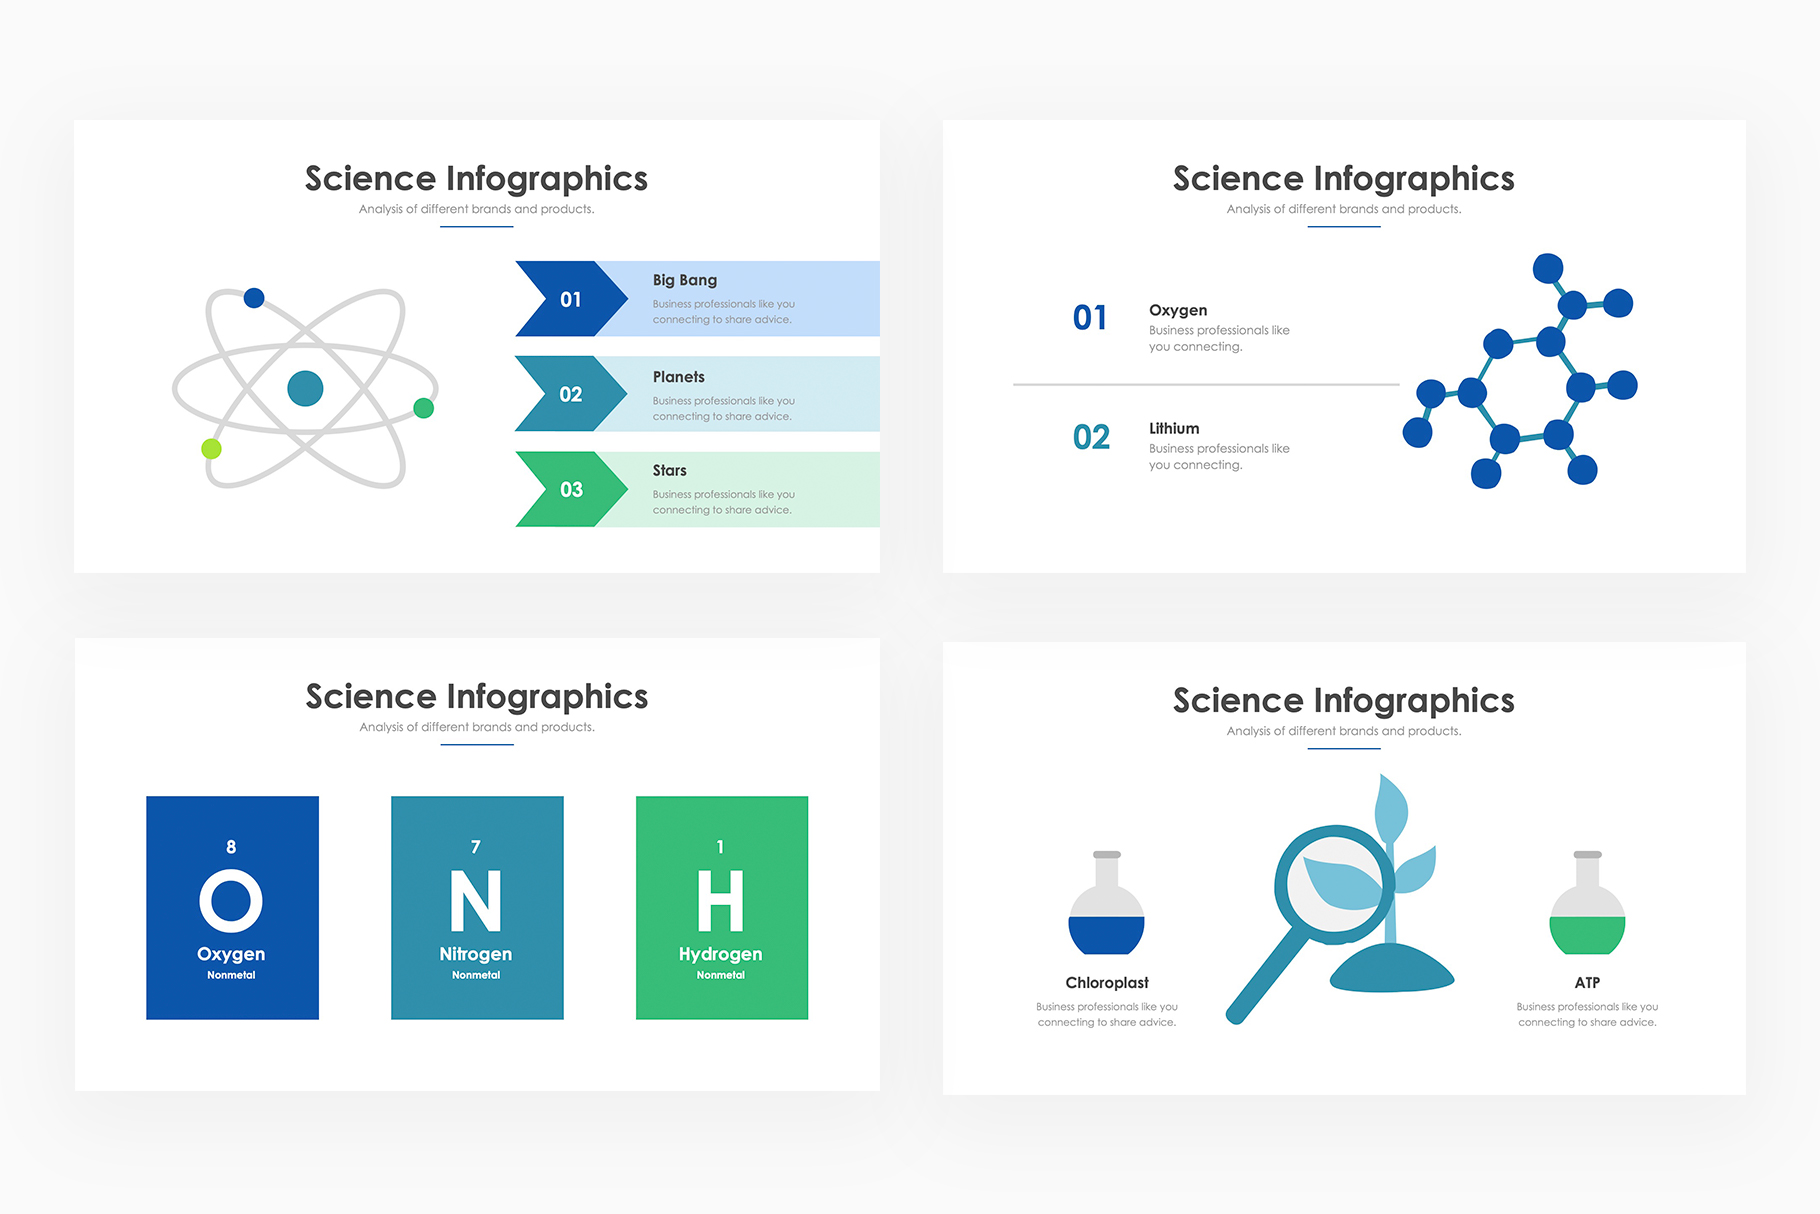 Science Infographics
Analysis of different brands and products.
01
Big Bang
Business professionals like you
connecting to share advice.
02
Planets
Business professionals like you
connecting to share advice.
03
Stars
Business professionals like you
connecting to share advice.
Science Infographics
Analysis of different brands and products.
01
Oxygen
Business professionals like
you connecting.
02
Lithium
Business professionals like
you connecting.
Science Infographics
Analysis of different brands and products.
8
O
Oxygen
Nonmetal
7
N
Nitrogen
Nonmetal
1
H
Hydrogen
Nonmetal
Science Infographics
Analysis of different brands and products.
Chloroplast
Business professionals like you
connecting to share advice.
ATP
Business professionals like you
connecting to share advice.